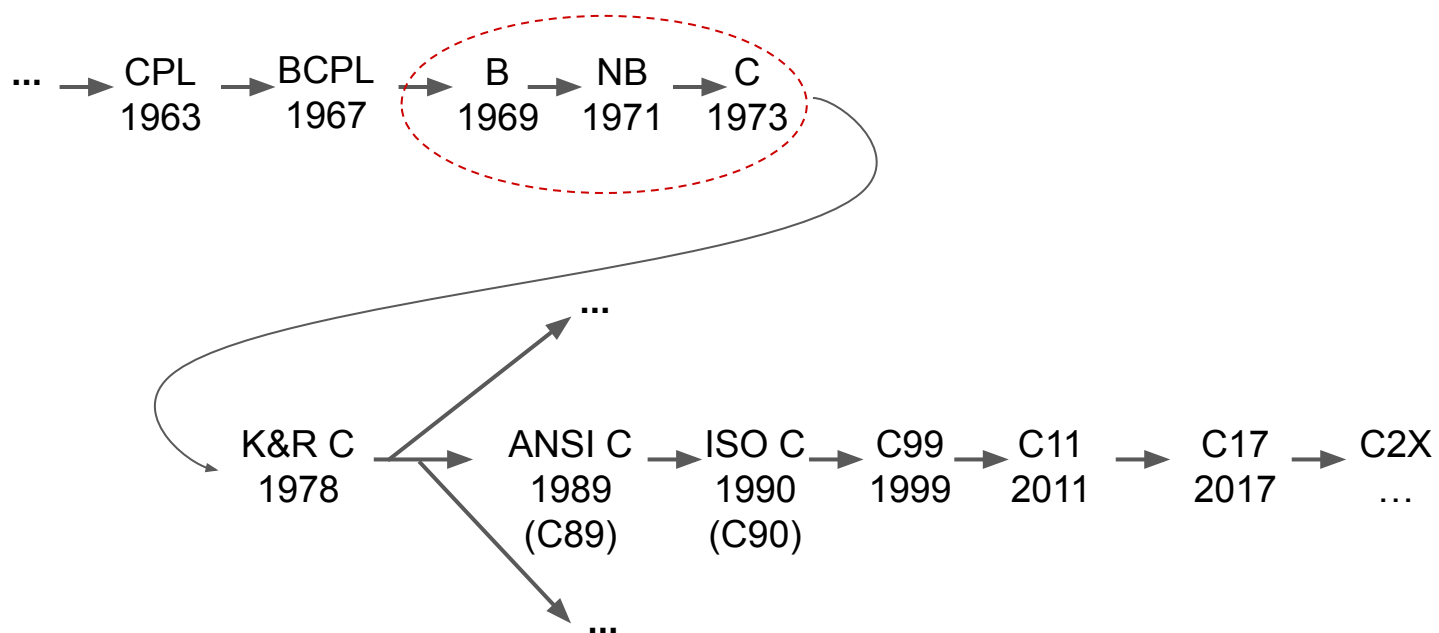 ... CPL BCPL B NB C
1963 1967 1969 1971 1973
...
K&R C ANSI C ISO C C99 C11 C17 C2X
1978 1989 1990 1999 2011 2017 …
(C89) (C90)
...